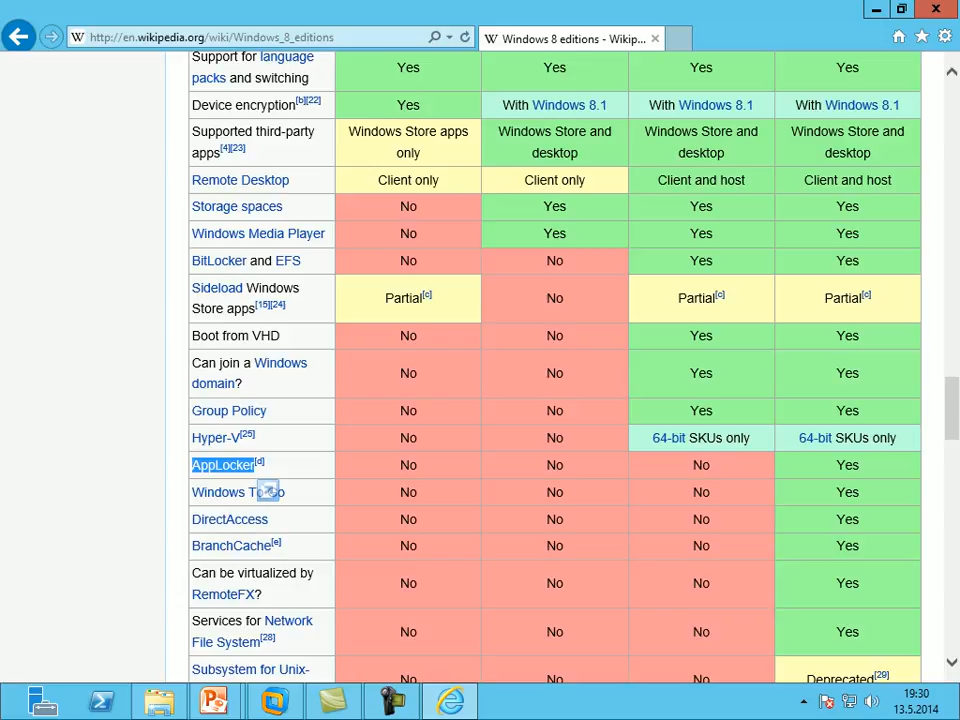 http://en.wikipedia.org/wiki/Windows_8_editions
W Windows 8 editions - Wikip...
Support for language
packs and switching
Yes Yes Yes Yes
Device encryption[b][22] Yes With Windows 8.1 With Windows 8.1 With Windows 8.1
Supported third-party
apps[4][23]
Windows Store apps
only
Windows Store and
desktop
Windows Store and
desktop
Windows Store and
desktop
Remote Desktop Client only Client only Client and host Client and host
Storage spaces No Yes Yes Yes
Windows Media Player No Yes Yes Yes
BitLocker and EFS No No Yes Yes
Sideload Windows
Store apps[15][24]
Partial[c] No Partial[c] Partial[c]
Boot from VHD No No Yes Yes
Can join a Windows
domain?
No No Yes Yes
Group Policy No No Yes Yes
Hyper-V[25] No No 64-bit SKUs only 64-bit SKUs only
AppLocker[d] No No No Yes
Windows To Go No No No Yes
DirectAccess No No No Yes
BranchCache[e] No No No Yes
Can be virtualized by
RemoteFX?
No No No Yes
Services for Network
File System[28]
No No No Yes
Subsystem for Unix-
No No No Deprecated[29]
19:30
13.5.2014